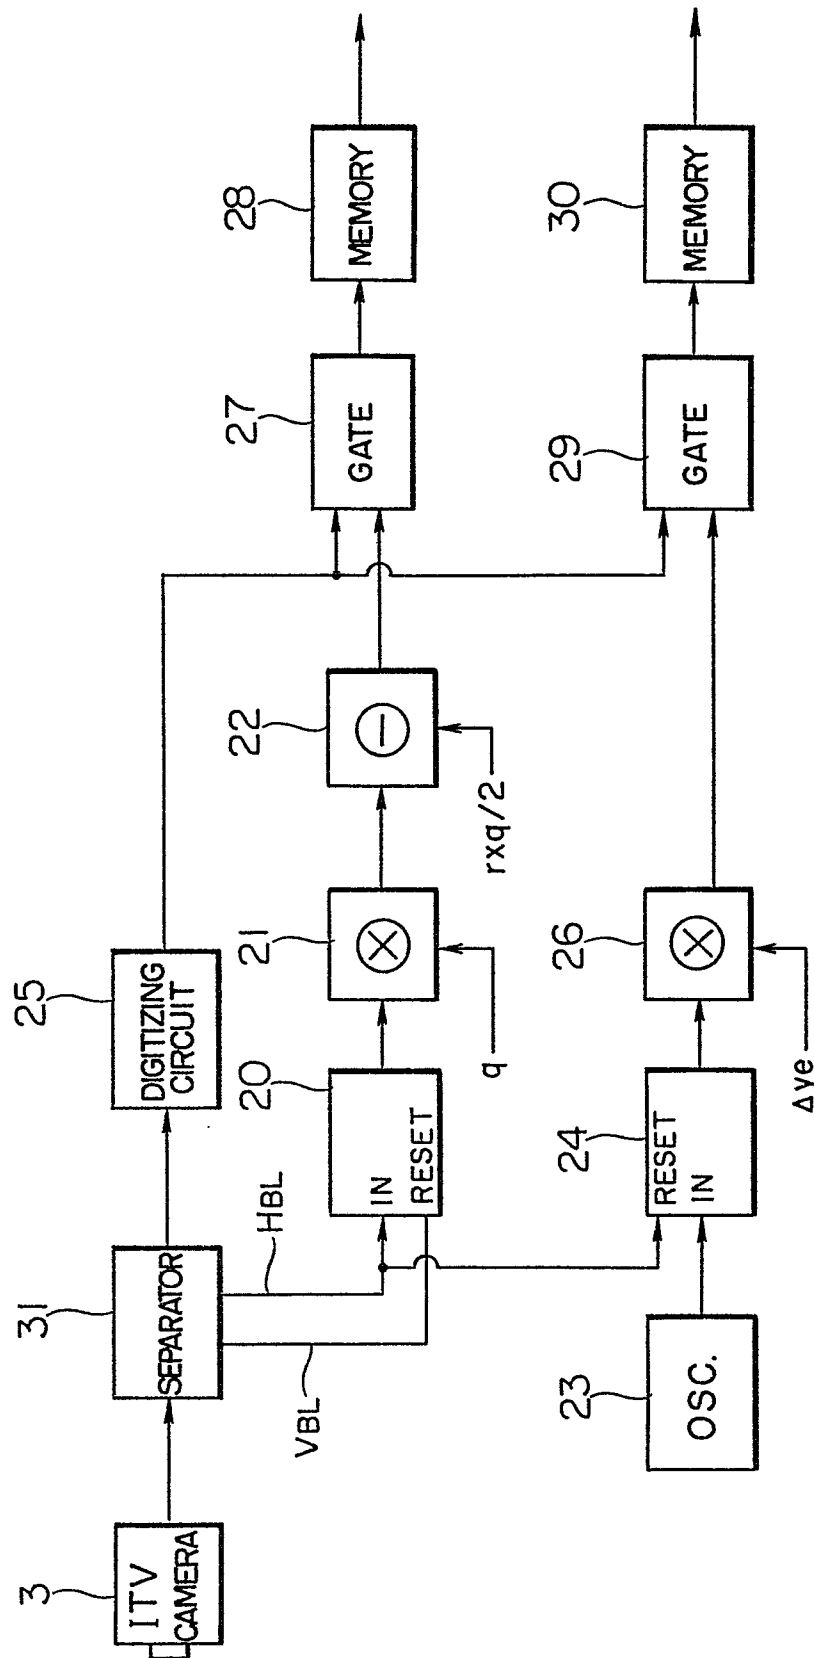 3
ITV
CAMERA
31
SEPARATOR
VBL
HBL
25
DIGITIZING
CIRCUIT
20
IN
RESET
21
q
22
rxq/2
27
GATE
28
MEMORY
23
OSC.
24
RESET
IN
26
Δye
29
GATE
30
MEMORY